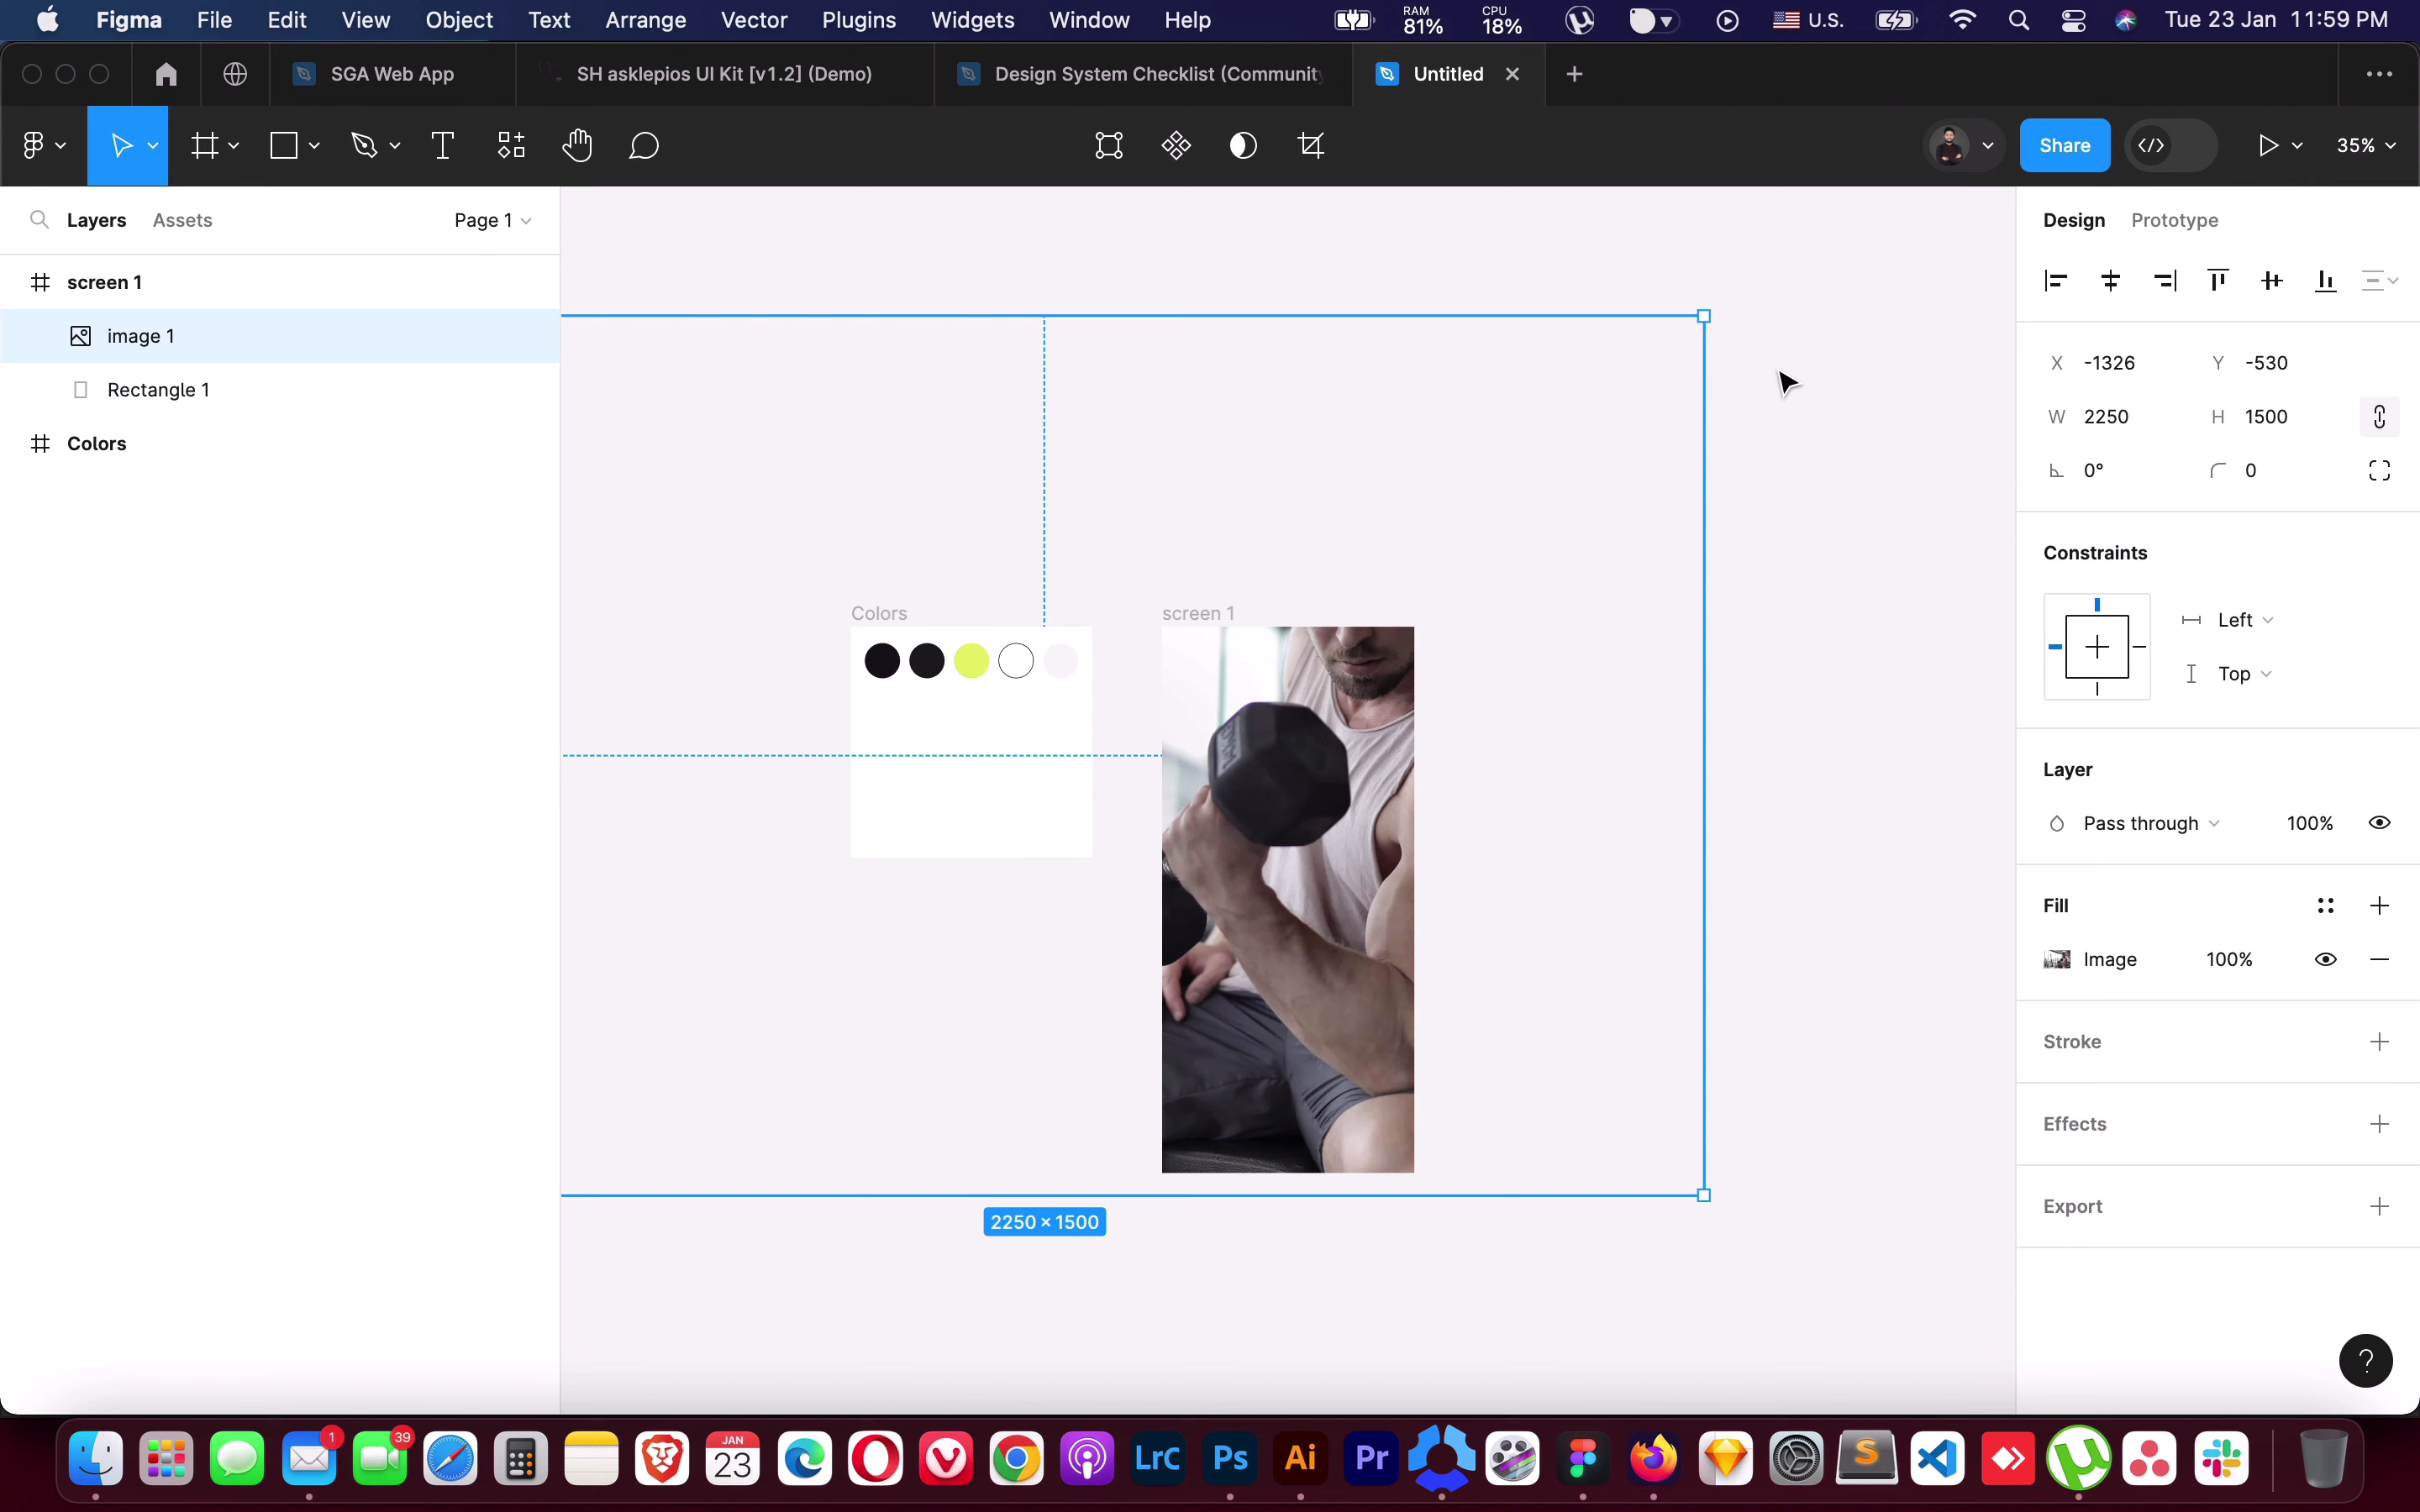 Figma File Edit View Object Text Arrange Vector Plugins Widgets Window Help RAM 81% CPU 18% U.S. Tue 23 Jan 11:59 PM
SGA Web App SH asklepios UI Kit [v1.2] (Demo) Design System Checklist (Community Untitled
Share 35%
Layers Assets Page 1
screen 1
image 1
Rectangle 1
Colors
Colors
screen 1
2250 × 1500
Design Prototype
X -1326 Y -530
W 2250 H 1500
0° 0
Constraints
Left
Top
Layer
Pass through 100%
Fill
Image 100%
Stroke
Effects
Export
?
1 39 JAN 23 LrC Ps Ai Pr S